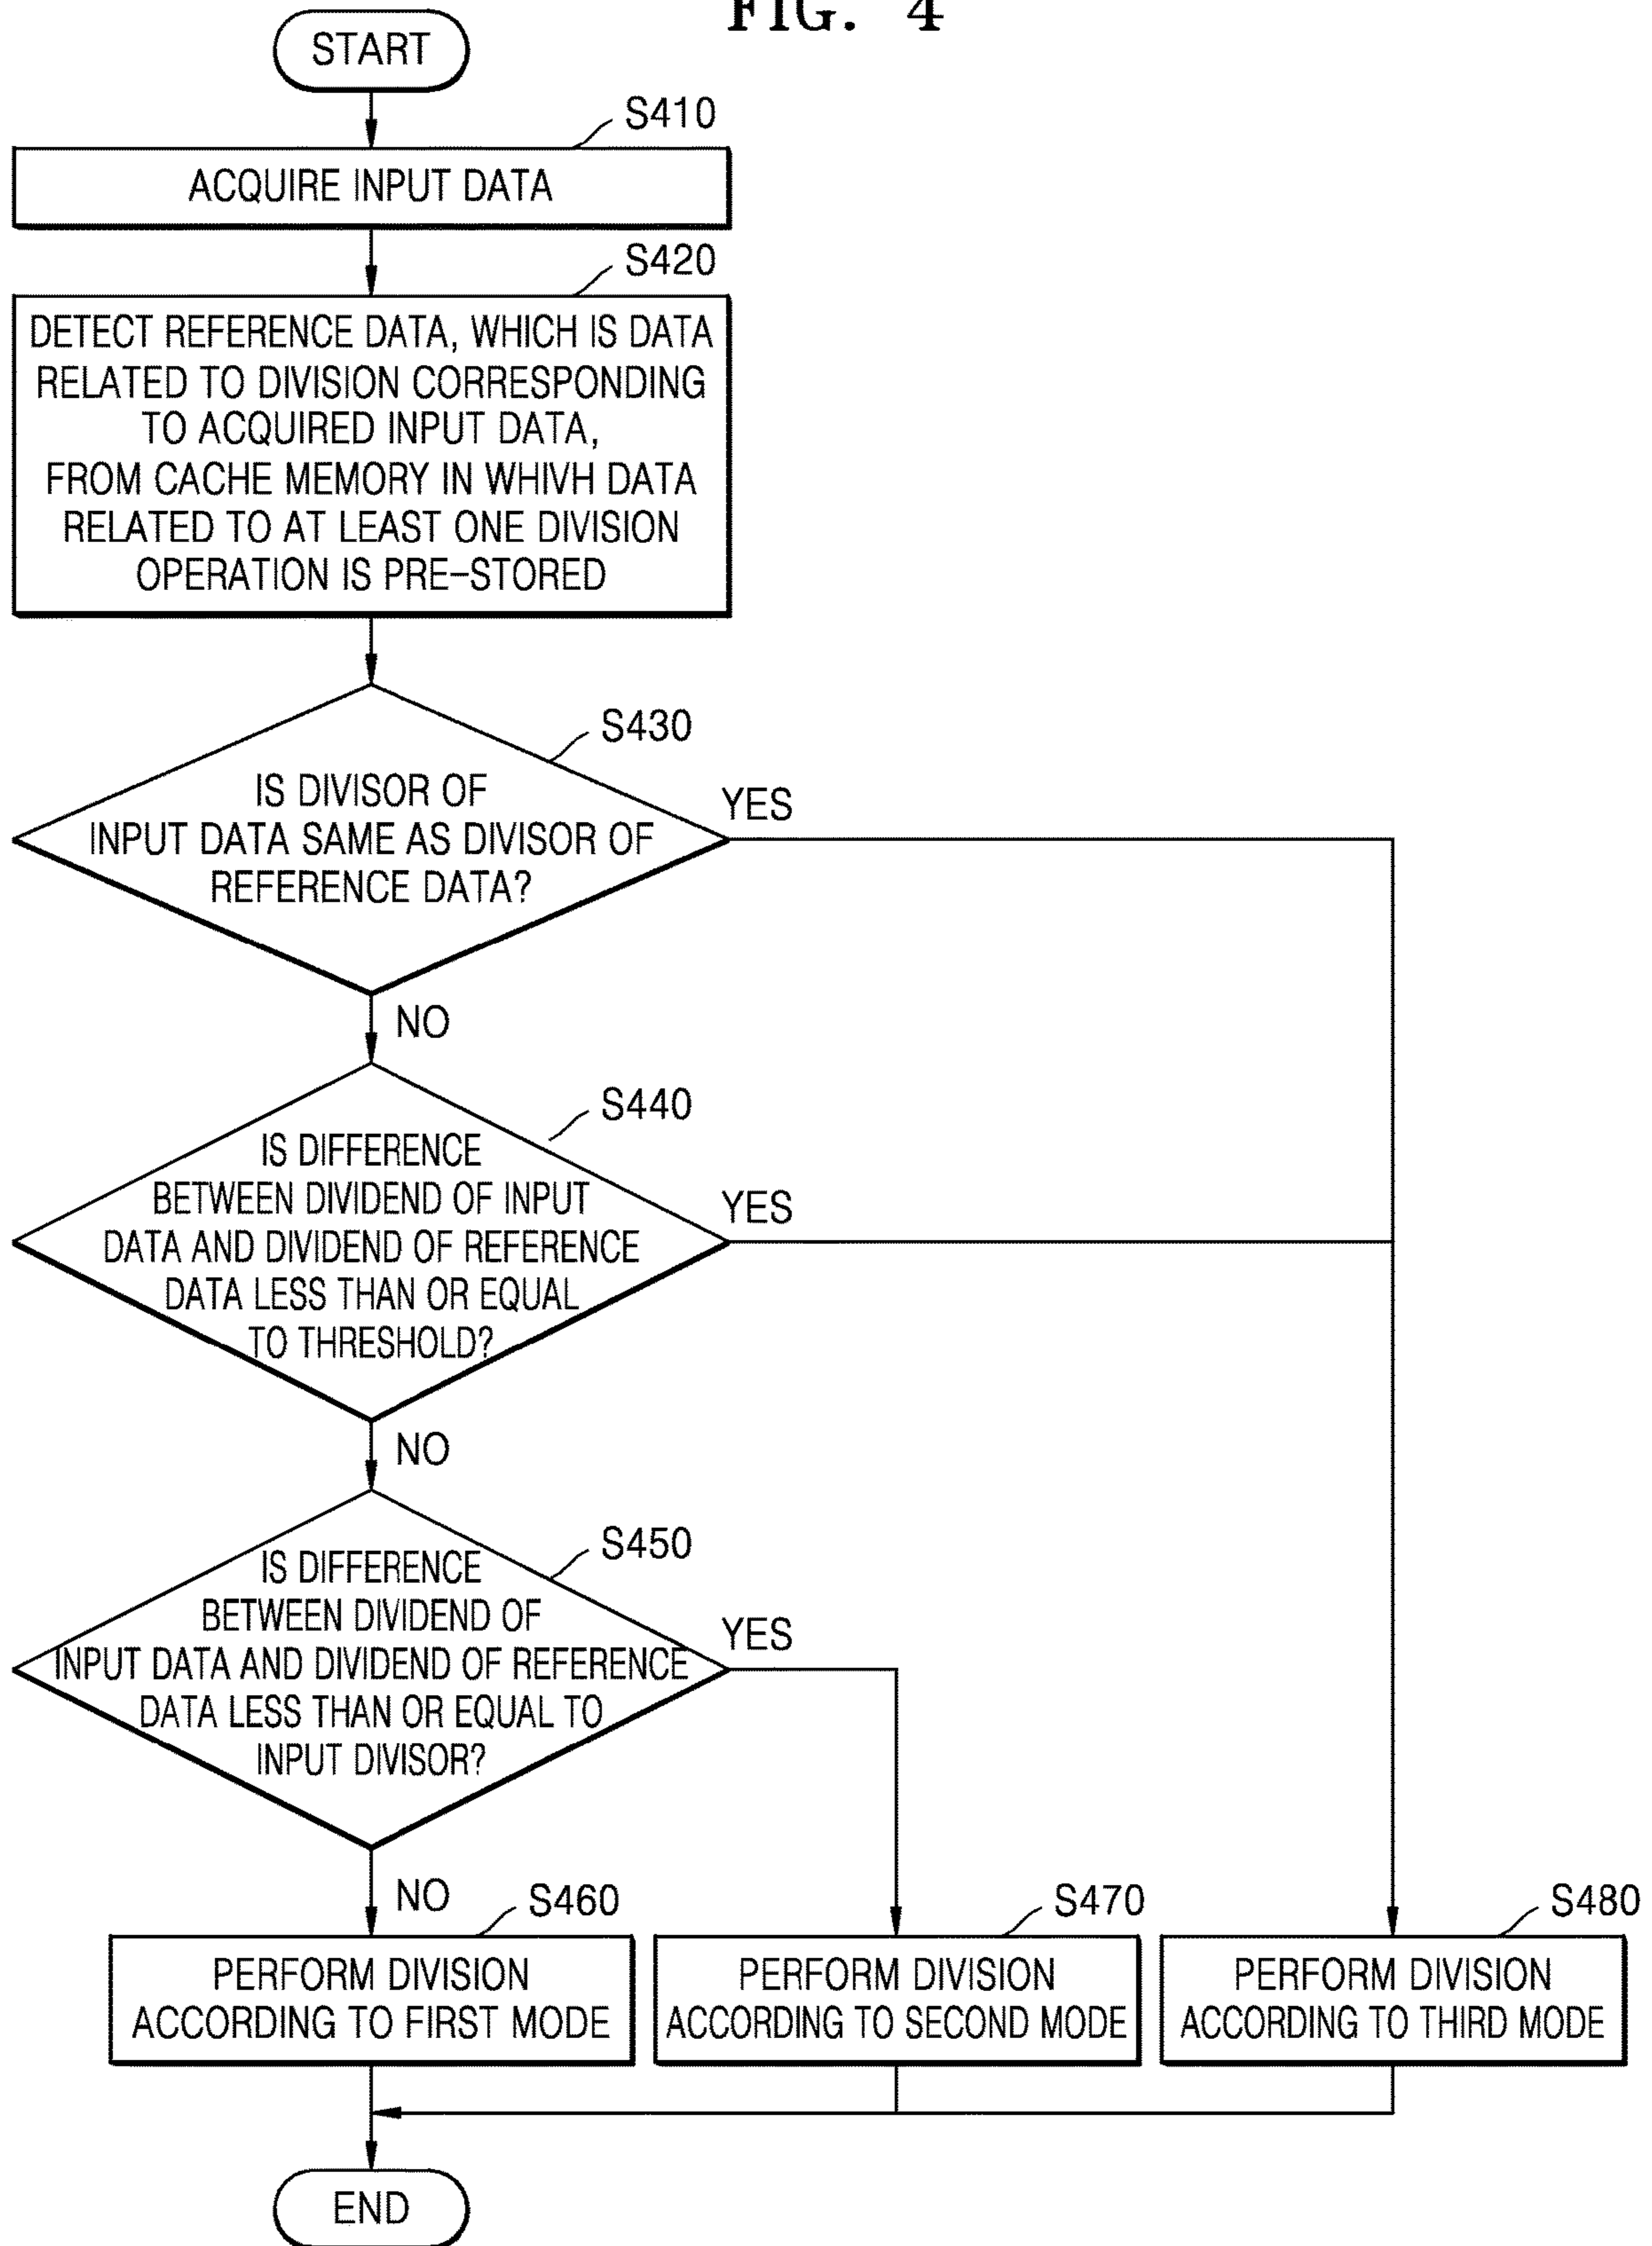 FIG. 4
START
S410
ACQUIRE INPUT DATA
S420
DETECT REFERENCE DATA, WHICH IS DATA
RELATED TO DIVISION CORRESPONDING
TO ACQUIRED INPUT DATA,
FROM CACHE MEMORY IN WHIVH DATA
RELATED TO AT LEAST ONE DIVISION
OPERATION IS PRE-STORED
S430
IS DIVISOR OF
INPUT DATA SAME AS DIVISOR OF
REFERENCE DATA?
YES
NO
S440
IS DIFFERENCE
BETWEEN DIVIDEND OF INPUT
DATA AND DIVIDEND OF REFERENCE
DATA LESS THAN OR EQUAL
TO THRESHOLD?
YES
NO
S450
IS DIFFERENCE
BETWEEN DIVIDEND OF
INPUT DATA AND DIVIDEND OF REFERENCE
DATA LESS THAN OR EQUAL TO
INPUT DIVISOR?
YES
NO
S460
PERFORM DIVISION
ACCORDING TO FIRST MODE
S470
PERFORM DIVISION
ACCORDING TO SECOND MODE
S480
PERFORM DIVISION
ACCORDING TO THIRD MODE
END